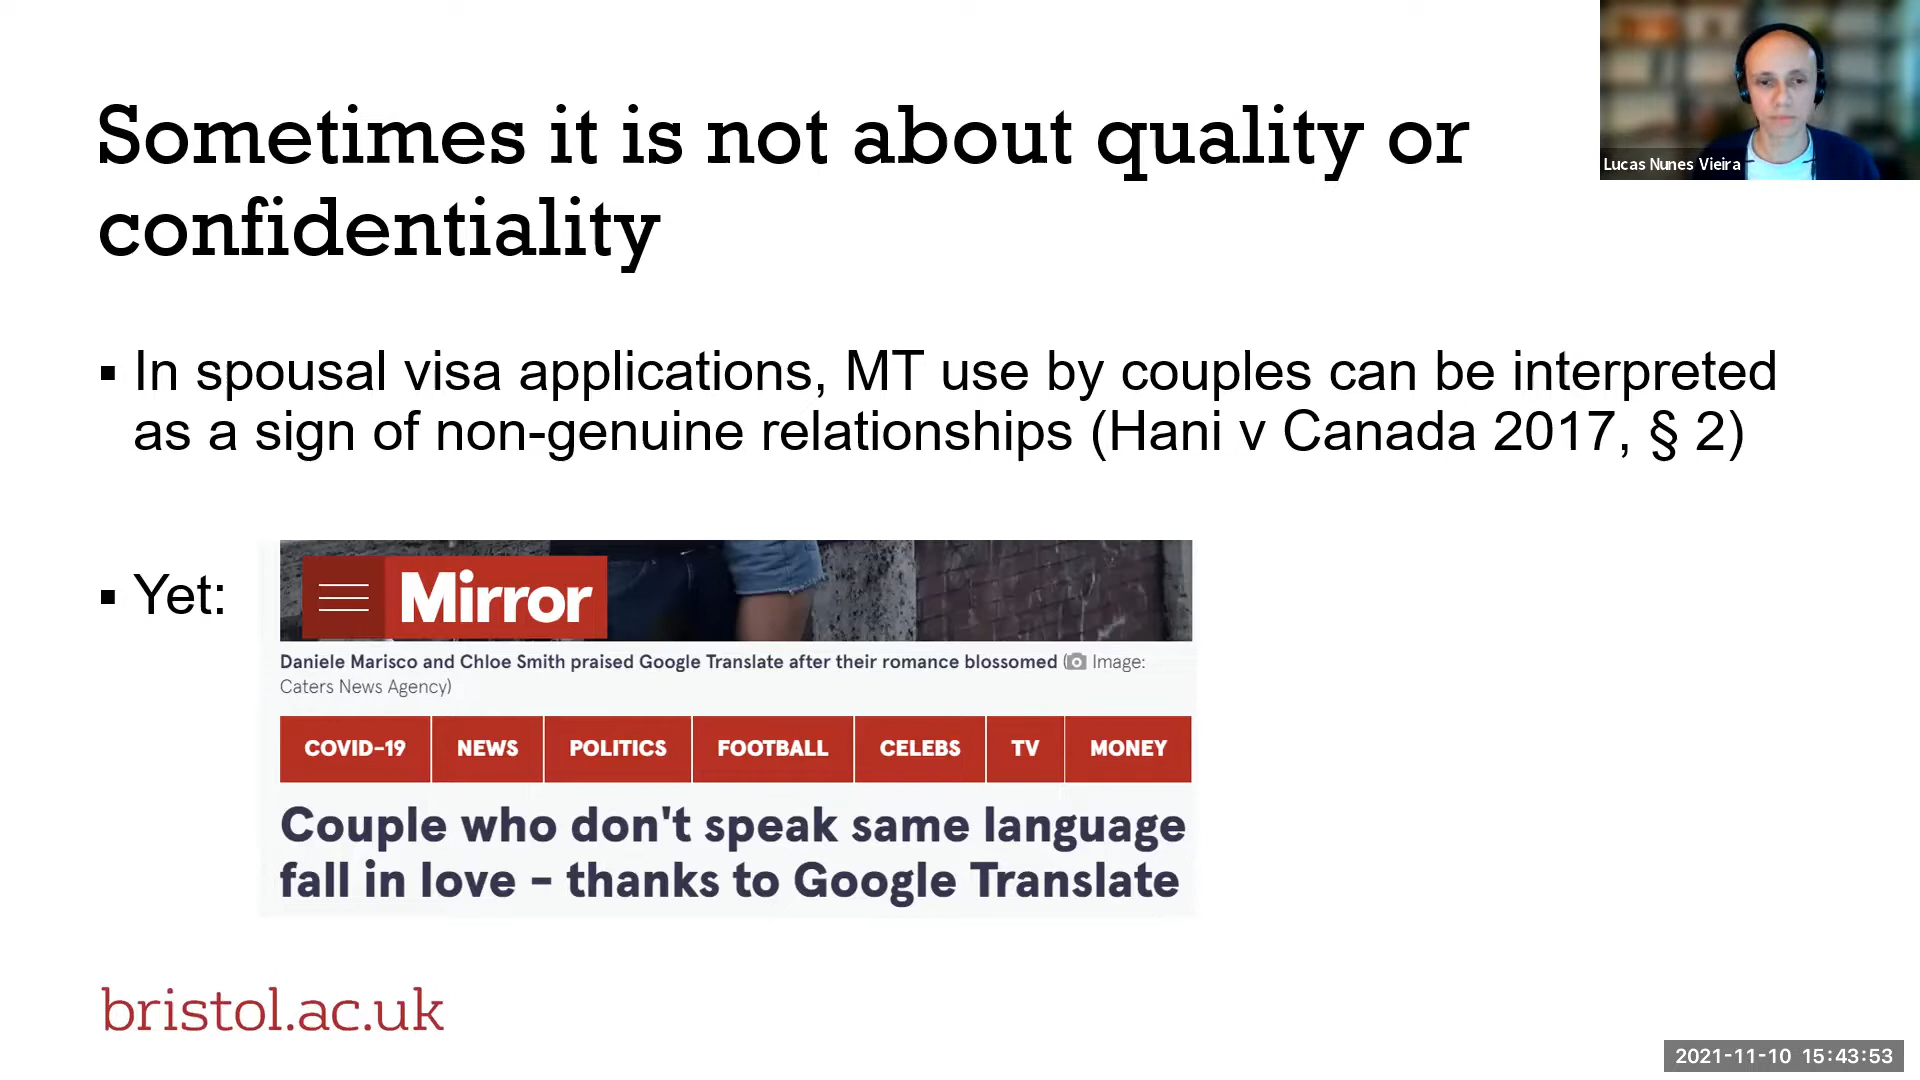 Sometimes it is not about quality or
confidentiality
Lucas Nunes Vieira
▪ In spousal visa applications, MT use by couples can be interpreted
as a sign of non-genuine relationships (Hani v Canada 2017, § 2)
▪ Yet:
Mirror
Daniele Marisco and Chloe Smith praised Google Translate after their romance blossomed ( Image:
Caters News Agency)
COVID-19 NEWS POLITICS FOOTBALL CELEBS TV MONEY
Couple who don't speak same language
fall in love - thanks to Google Translate
bristol.ac.uk
2021-11-10 15:43:53